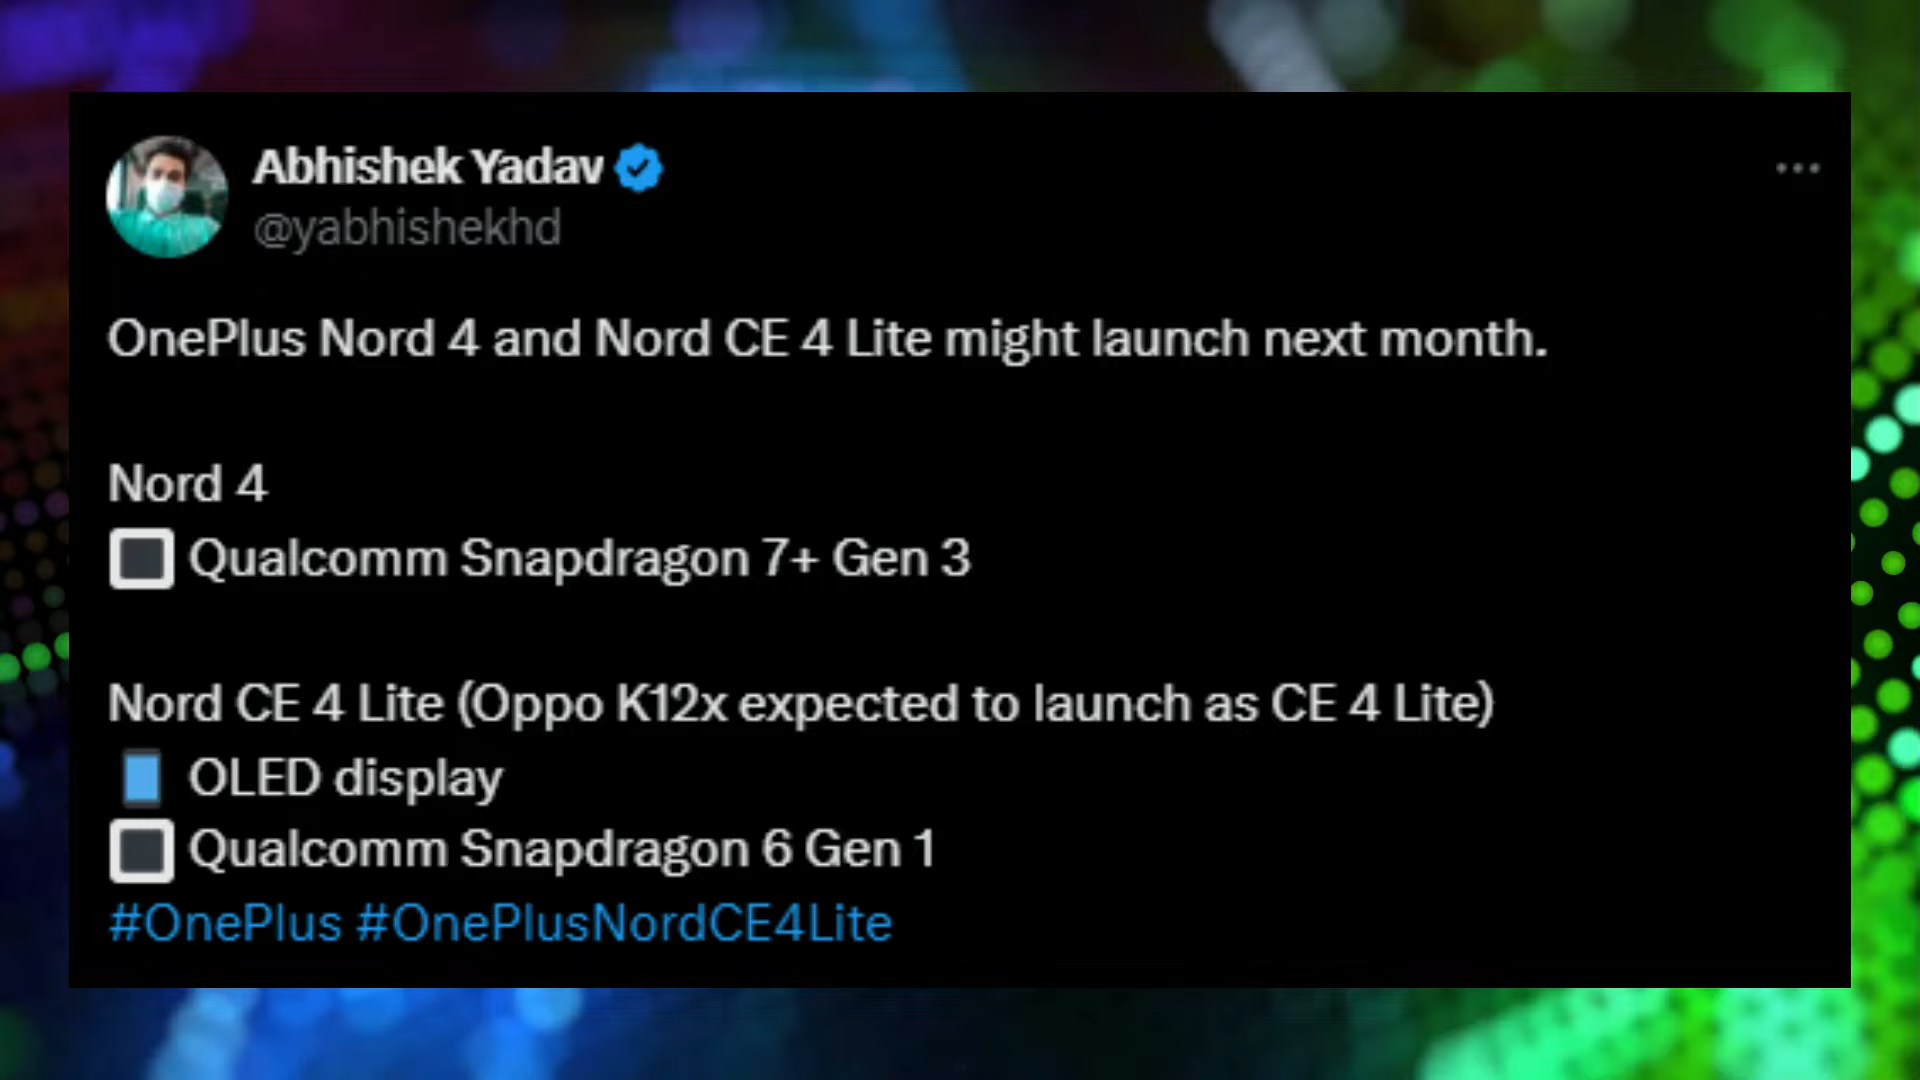 Abhishek Yadav
@yabhishekhd
OnePlus Nord 4 and Nord CE 4 Lite might launch next month.
Nord 4
Qualcomm Snapdragon 7+ Gen 3
Nord CE 4 Lite (Oppo K12x expected to launch as CE 4 Lite)
OLED display
Qualcomm Snapdragon 6 Gen 1
#OnePlus #OnePlusNordCE4Lite